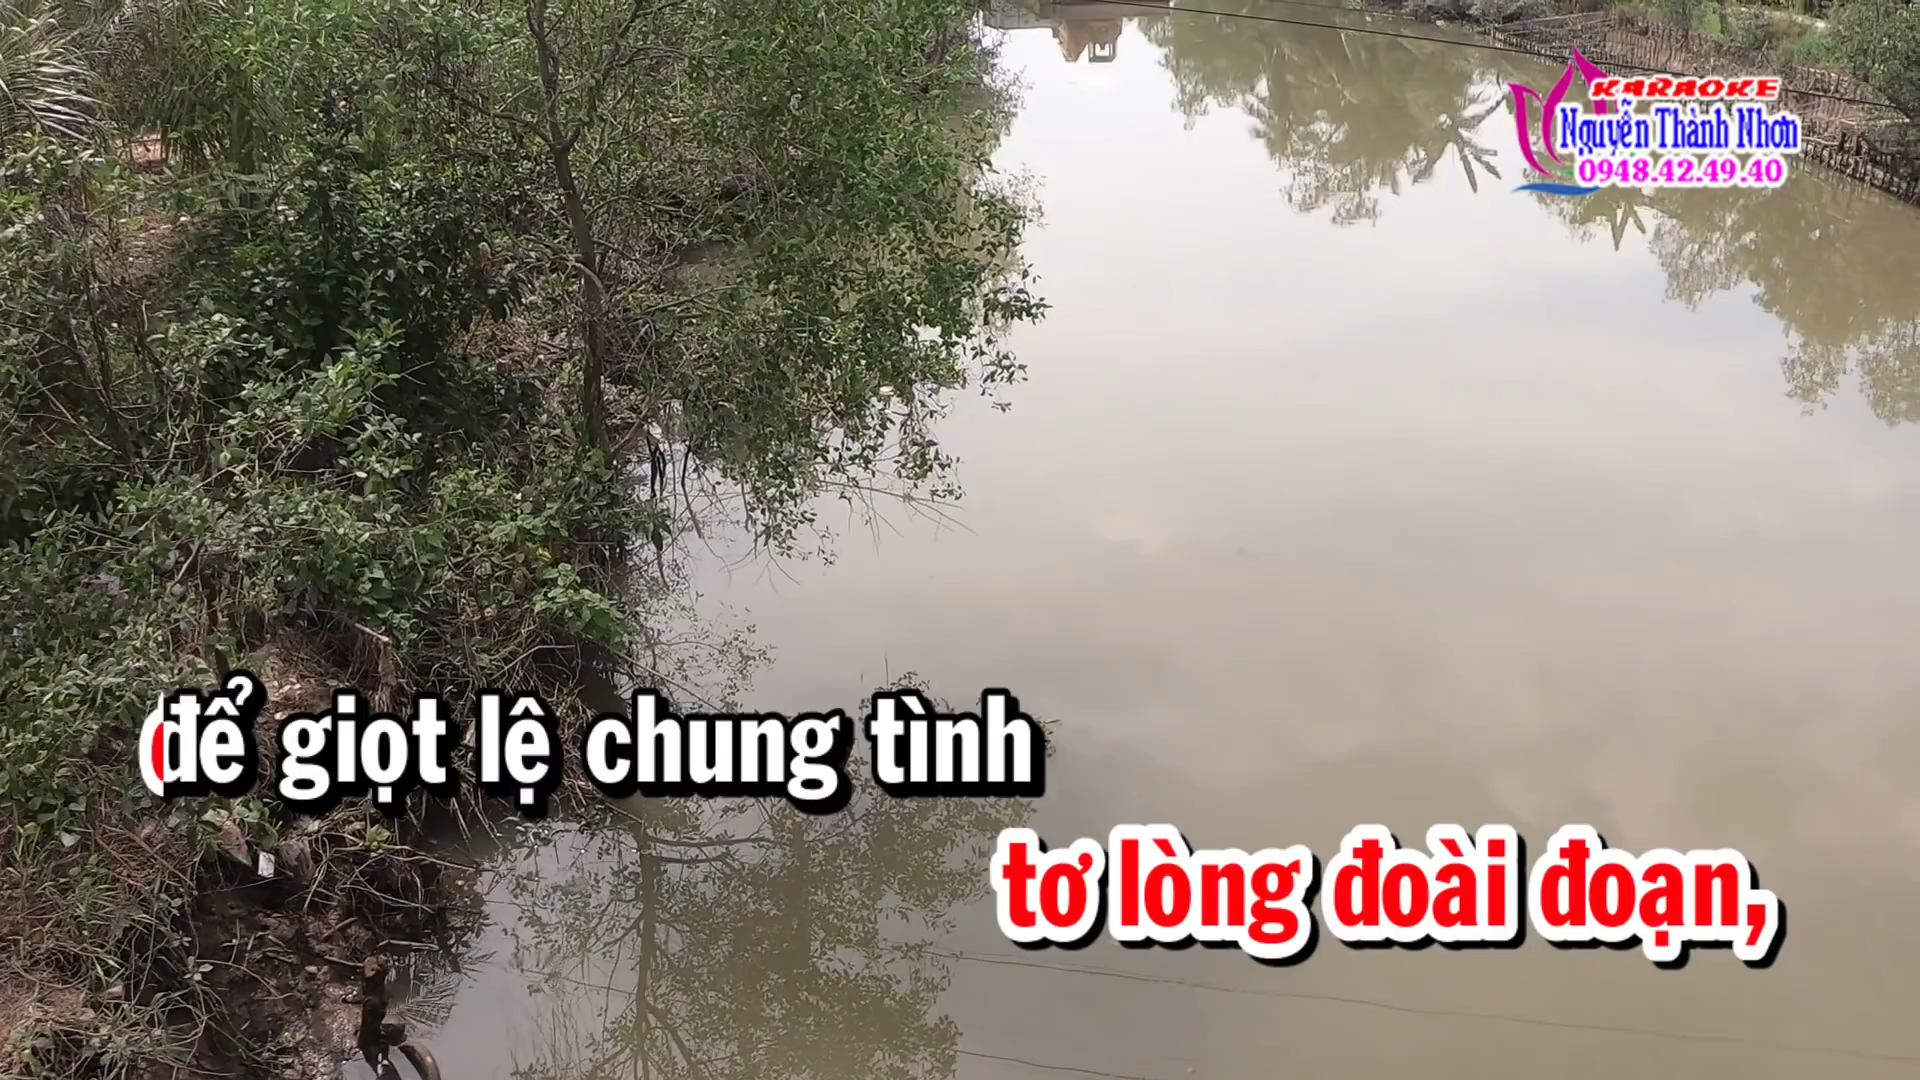 KARAOKE
Nguyễn Thành Nhơn
0948.42.49.40
để giọt lệ chung tình
tơ lòng đoài đoạn,